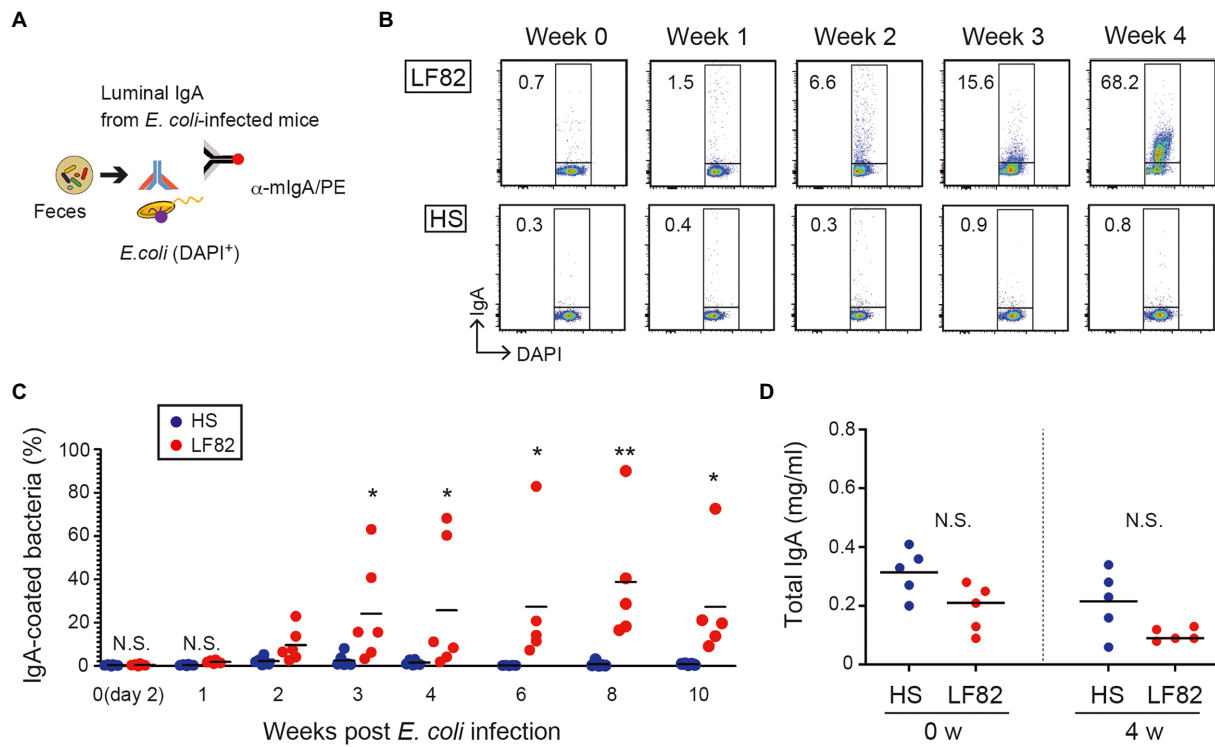 A
Luminal IgA
from E. coli-infected mice
Feces
α-mIgA/PE
E.coli (DAPI⁺)
B
Week 0 Week 1 Week 2 Week 3 Week 4
LF82
0.7 1.5 6.6 15.6 68.2
HS
0.3 0.4 0.3 0.9 0.8
IgA
DAPI
C
HS
LF82
IgA-coated bacteria (%)
100
80
60
40
20
0
N.S. N.S. * * * ** *
0(day 2) 1 2 3 4 6 8 10
Weeks post E. coli infection
D
Total IgA (mg/ml)
0.8
0.6
0.4
0.2
0
N.S. N.S.
HS LF82 HS LF82
0 w 4 w